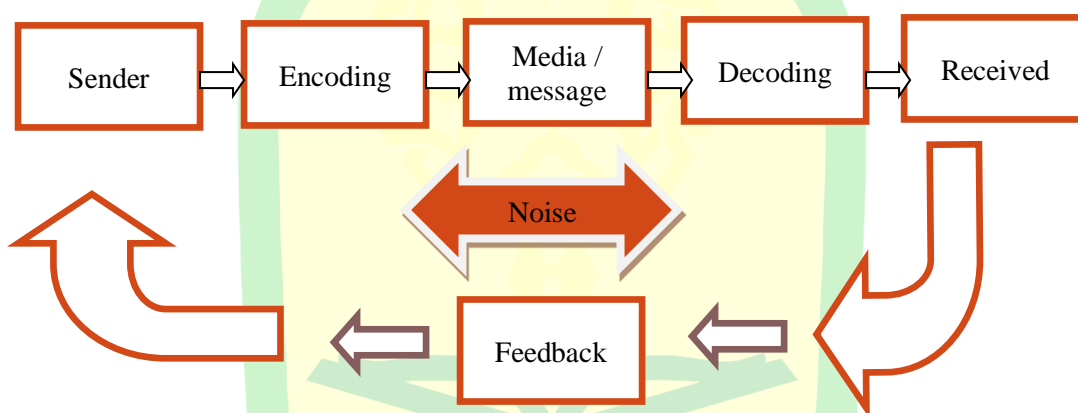 Sender
Encoding
Media /
message
Decoding
Received
Noise
Feedback